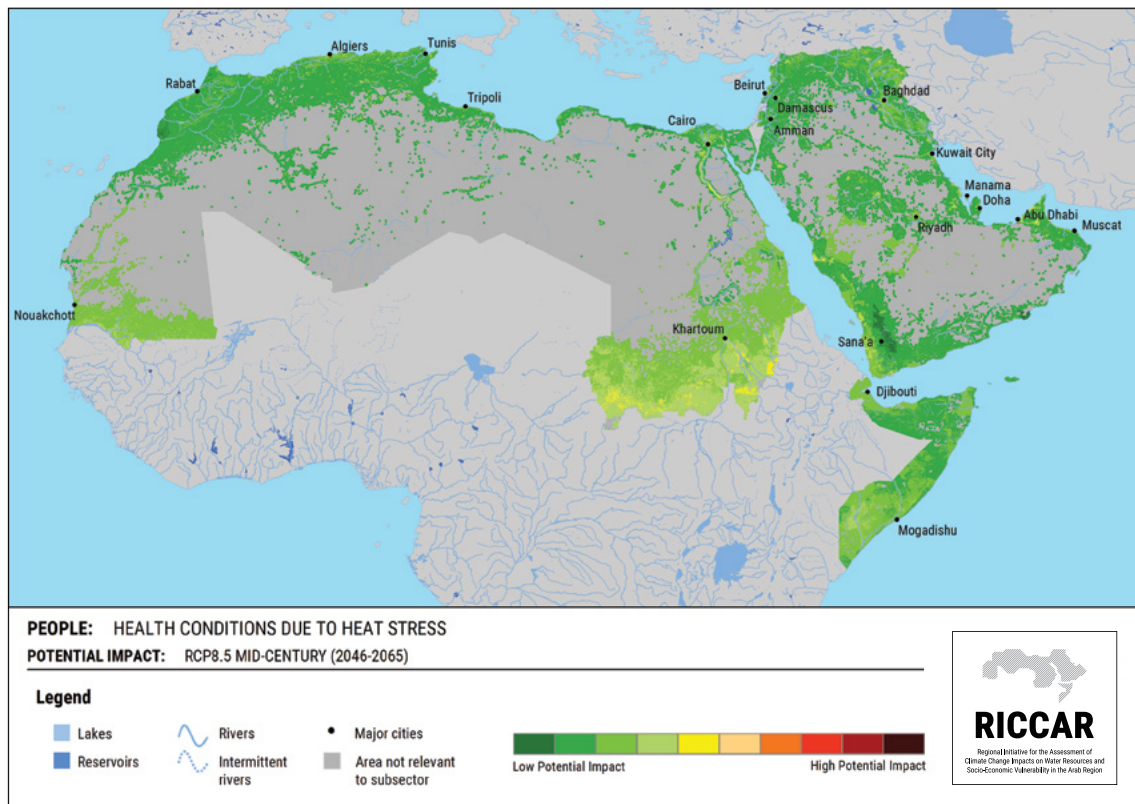 Algiers
Tunis
Rabat
Tripoli
Beirut
Baghdad
Damascus
Cairo
Amman
Kuwait City
Manama
Doha
Abu Dhabi
Riyadh
Muscat
Nouakchott
Khartoum
Sana'a
Djibouti
Mogadishu
PEOPLE: HEALTH CONDITIONS DUE TO HEAT STRESS
POTENTIAL IMPACT: RCP8.5 MID-CENTURY (2046-2065)
Legend
Lakes
Reservoirs
Rivers
Intermittent
rivers
Major cities
Area not relevant
to subsector
Low Potential Impact
High Potential Impact
RICCAR
Regional Initiative for the Assessment of
Climate Change Impacts on Water Resources and
Socio-Economic Vulnerability in the Arab Region